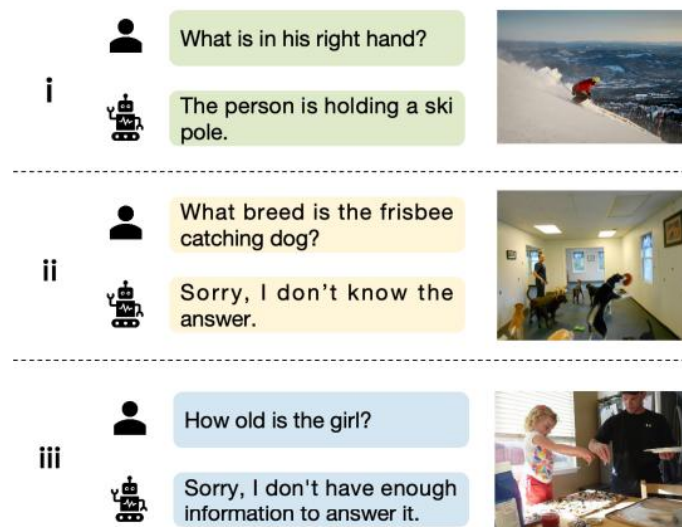 What is in his right hand?
i
The person is holding a ski
pole.
What breed is the frisbee
catching dog?
ii
Sorry, I don't know the
answer.
How old is the girl?
iii
Sorry, I don't have enough
information to answer it.